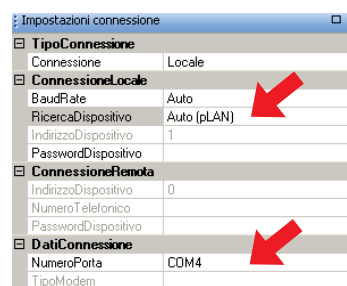 Impostazioni connessione
TipoConnessione
Connessione Locale
ConnessioneLocale
BaudRate Auto
RicercaDispositivo Auto (pLAN)
IndirizzoDispositivo 1
PasswordDispositivo
ConnessioneRemota
IndirizzoDispositivo 0
NumeroTelefonico
PasswordDispositivo
DatiConnessione
NumeroPorta COM4
TipoModem